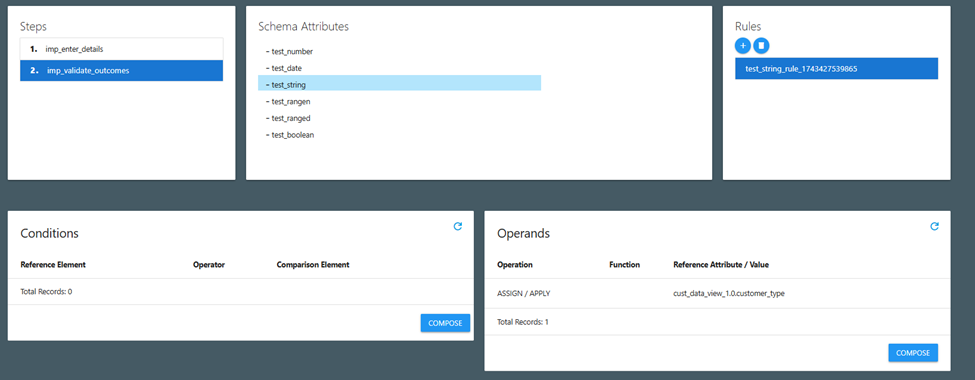 Steps
1. imp_enter_details
2. imp_validate_outcomes
Schema Attributes
- test_number
- test_date
- test_string
- test_rangen
- test_ranged
- test_boolean
Rules
+
test_string_rule_1743427539865
Conditions
Reference Element Operator Comparison Element
Total Records: 0
COMPOSE
Operands
Operation Function Reference Attribute / Value
ASSIGN / APPLY cust_data_view_1.0.customer_type
Total Records: 1
COMPOSE